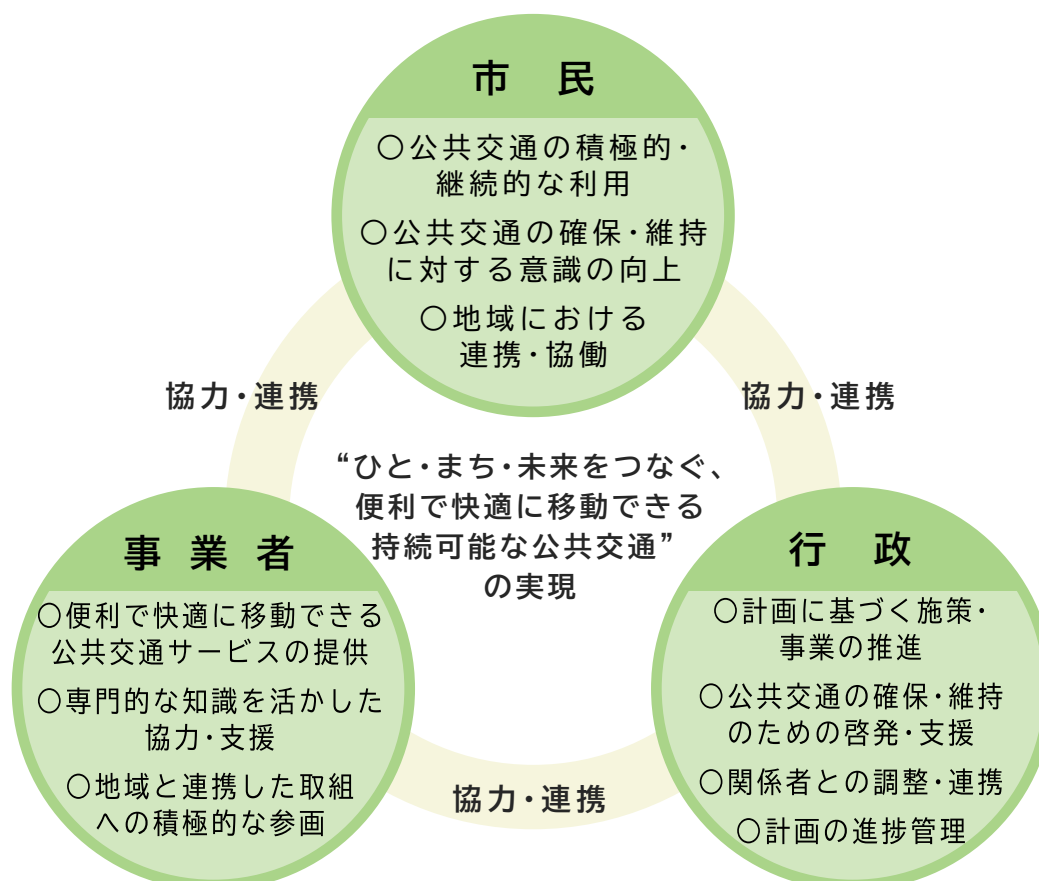 市 民
〇公共交通の積極的・
継続的な利用
〇公共交通の確保・維持
に対する意識の向上
〇地域における
連携・協働
協力・連携
協力・連携
“ひと・まち・未来をつなぐ、
便利で快適に移動できる
持続可能な公共交通”
の実現
事 業 者
〇便利で快適に移動できる
公共交通サービスの提供
〇専門的な知識を活かした
協力・支援
〇地域と連携した取組
への積極的な参画
協力・連携
行 政
〇計画に基づく施策・
事業の推進
〇公共交通の確保・維持
のための啓発・支援
〇関係者との調整・連携
〇計画の進捗管理